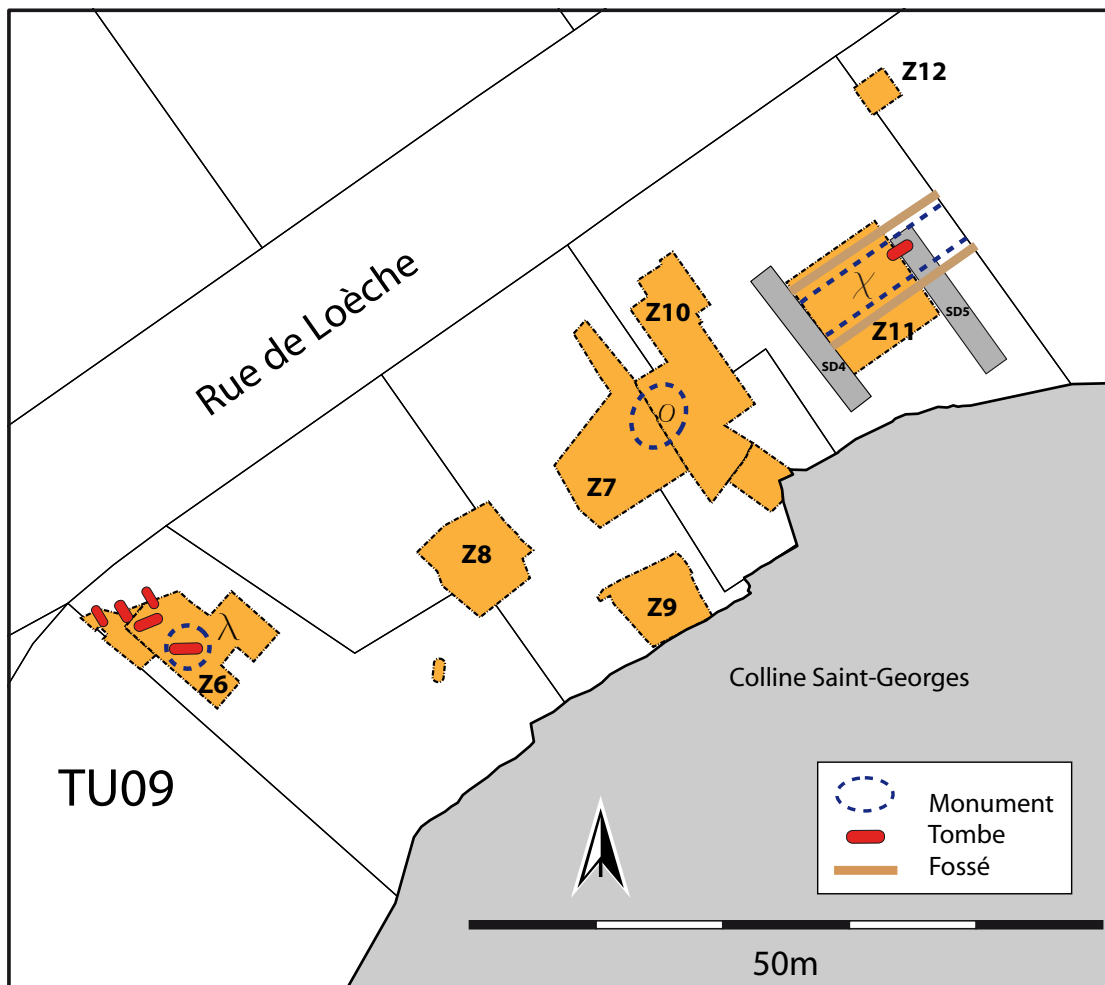 Z12
Rue de Loèche
Z10
χ
SD5
Z11
SD4
ο
Z7
Z8
Z9
λ
Z6
Colline Saint-Georges
TU09
Monument
Tombe
Fossé
50m